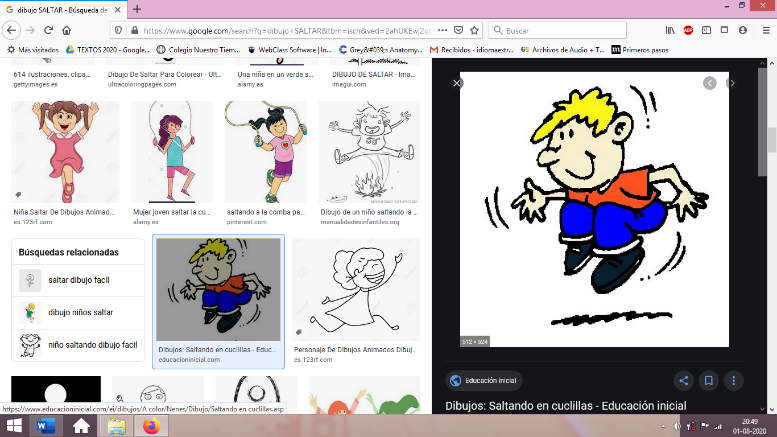 dibujo SALTAR - Búsqueda de
https://www.google.com/search?q=dibujo+SALTAR&tbm=isch&ved=2ahUKEwj
Buscar
Más visitados
TEXTOS 2020 - Google...
Colegio Nuestro Tiem...
WebClass Software | In...
Grey&#039;s Anatomy...
Recibidos - idiomaextr...
Archivos de Audio + T...
Primeros pasos
614 ilustraciones, clipa...
gettyimages.es
Dibujo De Saltar Para Colorear - Ult...
ultracoloringpages.com
Una niña en un verde s...
alamy.es
DIBUJO DE SALTAR - Ima...
imagui.com
Niña Saltar De Dibujos Animad...
es.123rf.com
Mujer joven saltar la cu...
alamy.es
saltando a la comba pa...
pinterest.com
Dibujo de un niño saltando la ...
manualidadesinfantiles.org
Búsquedas relacionadas
saltar dibujo facil
dibujo niños saltar
niño saltando dibujo facil
Dibujos: Saltando en cuclillas - Educ...
educacioninicial.com
Personaje De Dibujos Animados Dibuj...
es.123rf.com
512 × 524
Educación inicial
Dibujos: Saltando en cuclillas - Educación inicial
https://www.educacioninicial.com/ei/dibujos/A color/Nenes/Dibujo/Saltando en cuclillas.asp
20:49
01-08-2020